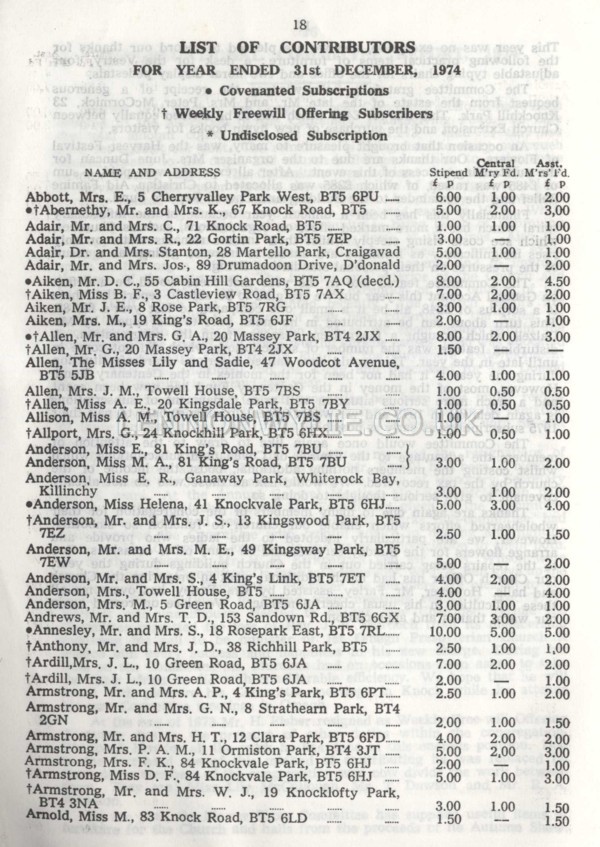 18
LIST OF CONTRIBUTORS
FOR YEAR ENDED 31st DECEMBER, 1974
● Covenanted Subscriptions
† Weekly Freewill Offering Subscribers
* Undisclosed Subscription
Central Asst.
NAME AND ADDRESS Stipend M'ry Fd. M'rs' Fd.
£ p £ p £ p
Abbott, Mrs. E., 5 Cherryvalley Park West, BT5 6PU ...... 6.00 1,00 2.00
●†Abernethy, Mr. and Mrs. K., 67 Knock Road, BT5 ...... 5.00 2.00 3,00
Adair, Mr. and Mrs. C., 71 Knock Road, BT5 ...... ...... 1.00 1.00 1.00
Adair, Mr. and Mrs. R., 22 Gortin Park, BT5 7EP ...... 3.00 — 1.00
Adair, Dr. and Mrs. Stanton, 28 Martello Park, Craigavad 5.00 1.00 1.00
Adair, Mr. and Mrs. Jos., 89 Drumadoon Drive, D'donald 2.00 — 2.00
●Aiken, Mr. D. C., 55 Cabin Hill Gardens, BT5 7AQ (decd.) 8.00 2.00 4.50
†Aiken, Miss B. F., 3 Castleview Road, BT5 7AX ...... 7.00 2,00 2.00
Aiken, Mr. J. E., 8 Rose Park, BT5 7RG ...... ...... 3.00 1.00 1.00
Aiken, Mrs. M., 19 King's Road, BT5 6JF ...... ...... 2.00 — 1,00
●†Allen, Mr. and Mrs. G. A., 20 Massey Park, BT4 2JX ...... 8.00 2.00 3.00
†Allen, Mr. G., 20 Massey Park, BT4 2JX ...... ...... 1.50 — —
Allen, The Misses Lily and Sadie, 47 Woodcot Avenue,
BT5 5JB ...... ...... ...... ...... ...... 4.00 1.00 1.00
Allen, Mrs. J. M., Towell House, BT5 7BS ...... ...... 1.00 0.50 0.50
†Allen, Miss A. E., 20 Kingsdale Park, BT5 7BY ...... 1.00 0.50 0.50
Allison, Miss A. M., Towell House, BT5 7BS ...... ...... 1.00 — 1.00
†Allport, Mrs. G., 24 Knockhill Park, BT5 6HX...... ...... 1.00 0.50 1.00
Anderson, Miss E., 81 King's Road, BT5 7BU ...... ......}
Anderson, Miss M. A., 81 King's Road, BT5 7BU ......} 3.00 1.00 2.00
Anderson, Miss E. R., Ganaway Park, Whiterock Bay,
Killinchy ...... ...... ...... ...... ...... 3.00 1.00 2.00
●Anderson, Miss Helena, 41 Knockvale Park, BT5 6HJ...... 5.00 3.00 4.00
†Anderson, Mr. and Mrs. J. S., 13 Kingswood Park, BT5
7EZ ...... ...... ...... ...... ...... 2.50 1.00 1.50
Anderson, Mr. and Mrs. M. E., 49 Kingsway Park, BT5
7EW ...... ...... ...... ...... ...... 5.00 — 2.00
Anderson, Mr. and Mrs. S., 4 King's Link, BT5 7ET ...... 4.00 2.00 2.00
Anderson, Mrs., Towell House, BT5 ...... ...... ...... 4.00 — 4.00
Anderson, Mrs. M., 5 Green Road, BT5 6JA ...... ...... 3,00 1,00 1.00
Andrews, Mr. and Mrs. T. D., 153 Sandown Rd., BT5 6GX 7.00 3,00 2.00
●Annesley, Mr. and Mrs. S., 18 Rosepark East, BT5 7RL...... 10.00 5.00 5.00
†Anthony, Mr. and Mrs. J. D., 38 Richhill Park, BT5 ...... 2.50 1.00 1,00
†Ardill,Mrs. J. L., 10 Green Road, BT5 6JA ...... ...... 7.00 2.00 2.00
†Ardill, Mrs. J. L., 10 Green Road, BT5 6JA ...... ...... 2.00 — 1.00
Armstrong, Mr. and Mrs. A. P., 4 King's Park, BT5 6PT...... 2.50 1.00 2.00
Armstrong, Mr. and Mrs. G. N., 8 Strathearn Park, BT4
2GN ...... ...... ...... ...... ...... 2,00 1.00 1.50
Armstrong, Mr. and Mrs. H. T., 12 Clara Park, BT5 6FD...... 4.00 2.00 2.00
Armstrong, Mrs. P. A. M., 11 Ormiston Park, BT4 3JT ...... 5.00 2,00 3.00
Armstrong, Mrs. F. K., 84 Knockvale Park, BT5 6HJ ...... 2.00 — 1.00
†Armstrong, Miss D. F., 84 Knockvale Park, BT5 6HJ ...... 5.00 1.00 3.00
†Armstrong, Mr. and Mrs. W. J., 19 Knocklofty Park,
BT4 3NA ...... ...... ...... ...... ...... 3.00 1.00 1.50
Arnold, Miss M., 83 Knock Road, BT5 6LD ...... ...... 1.50 — 1.50
LENNONWYLIE.CO.UK